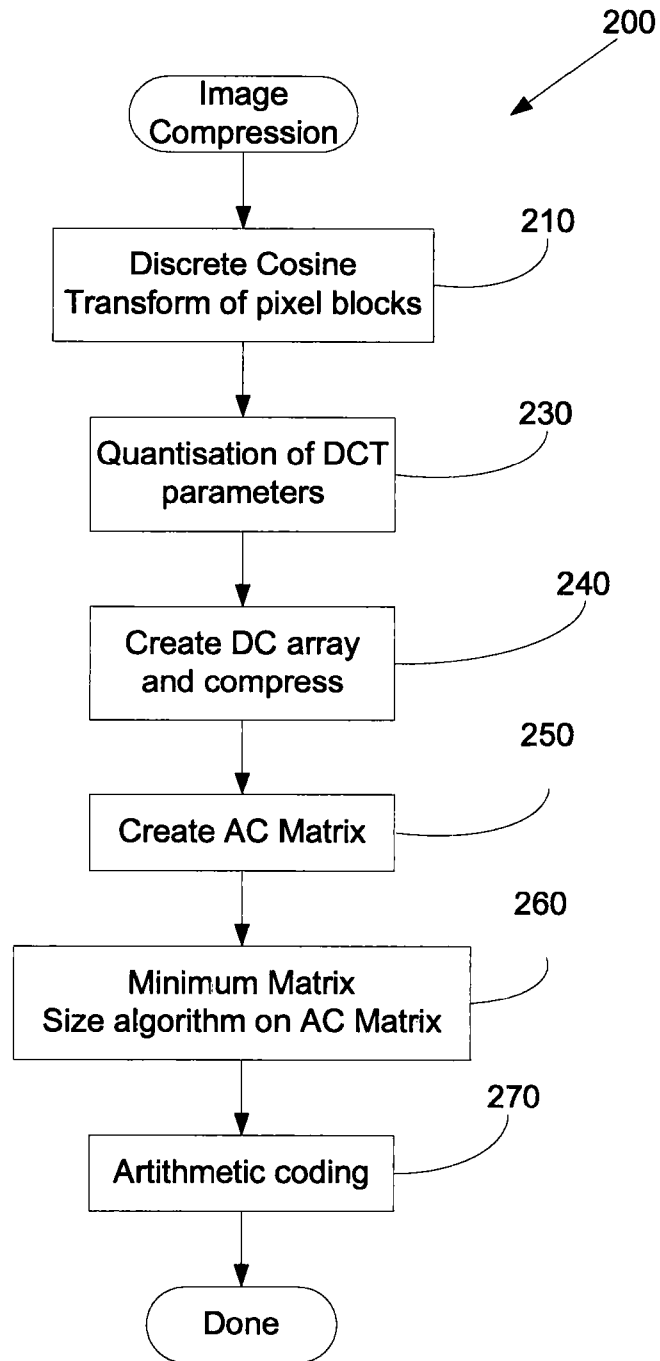 200
Image
Compression
210
Discrete Cosine
Transform of pixel blocks
230
Quantisation of DCT
parameters
240
Create DC array
and compress
250
Create AC Matrix
260
Minimum Matrix
Size algorithm on AC Matrix
270
Artithmetic coding
Done